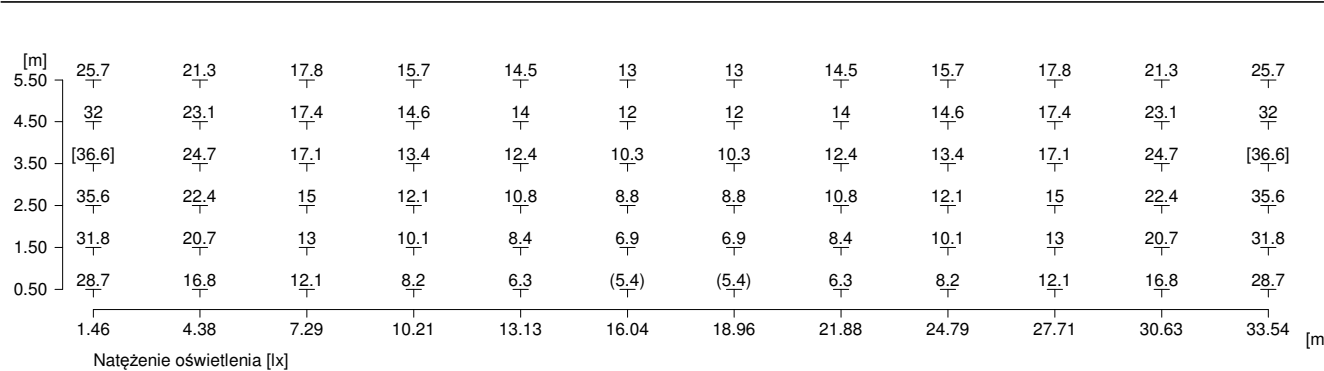 [m]
5.50 25.7 21.3 17.8 15.7 14.5 13 13 14.5 15.7 17.8 21.3 25.7
4.50 32 23.1 17.4 14.6 14 12 12 14 14.6 17.4 23.1 32
3.50 [36.6] 24.7 17.1 13.4 12.4 10.3 10.3 12.4 13.4 17.1 24.7 [36.6]
2.50 35.6 22.4 15 12.1 10.8 8.8 8.8 10.8 12.1 15 22.4 35.6
1.50 31.8 20.7 13 10.1 8.4 6.9 6.9 8.4 10.1 13 20.7 31.8
0.50 28.7 16.8 12.1 8.2 6.3 (5.4) (5.4) 6.3 8.2 12.1 16.8 28.7
1.46 4.38 7.29 10.21 13.13 16.04 18.96 21.88 24.79 27.71 30.63 33.54 [m
Natężenie oświetlenia [lx]